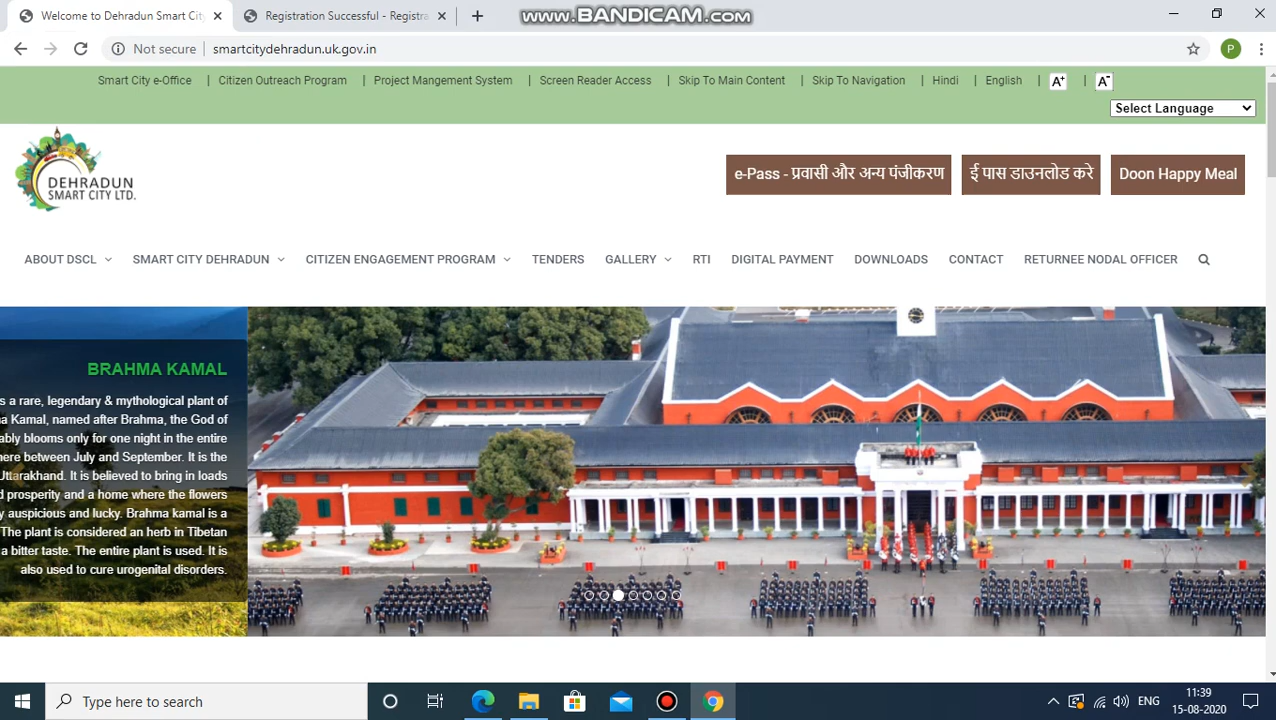 Welcome to Dehradun Smart Cit
Registration Successful - Registra
www.BANDICAM.com
Not secure
smartcitydehradun.uk.gov.in
P
Smart City e-Office | Citizen Outreach Program | Project Mangement System | Screen Reader Access | Skip To Main Content | Skip To Navigation | Hindi | English | A+ | A-
Select Language
DEHRADUN
SMART CITY LTD.
e-Pass - प्रवासी और अन्य पंजीकरण
ई पास डाउनलोड करे
Doon Happy Meal
ABOUT DSCL
SMART CITY DEHRADUN
CITIZEN ENGAGEMENT PROGRAM
TENDERS
GALLERY
RTI
DIGITAL PAYMENT
DOWNLOADS
CONTACT
RETURNEE NODAL OFFICER
BRAHMA KAMAL
s a rare, legendary & mythological plant of
na Kamal, named after Brahma, the God of
ably blooms only for one night in the entire
here between July and September. It is the
Uttarakhand. It is believed to bring in loads
d prosperity and a home where the flowers
y auspicious and lucky. Brahma kamal is a
The plant is considered an herb in Tibetan
a bitter taste. The entire plant is used. It is
also used to cure urogenital disorders.
Type here to search
ENG
11:39
15-08-2020